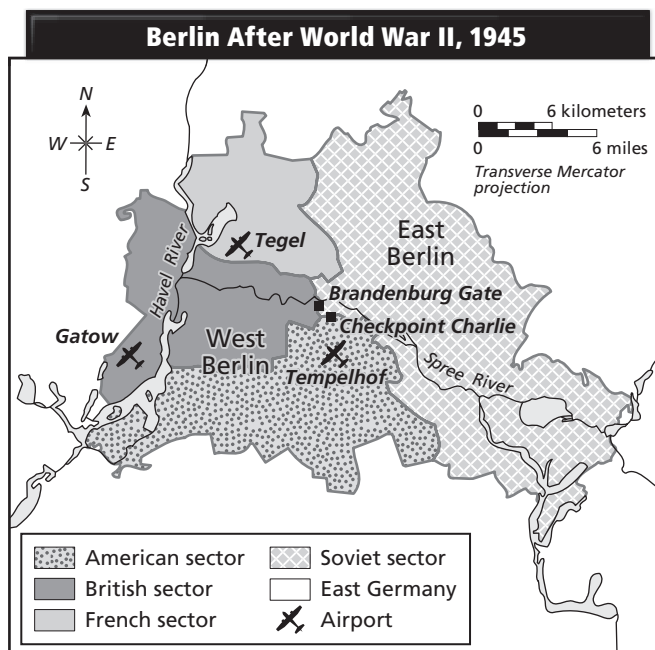 Berlin After World War II, 1945
N
W E
S
0 6 kilometers
0 6 miles
Transverse Mercator
projection
Havel River
Tegel
East
Berlin
Brandenburg Gate
Checkpoint Charlie
Gatow
West
Berlin
Tempelhof
Spree River
American sector
British sector
French sector
Soviet sector
East Germany
Airport